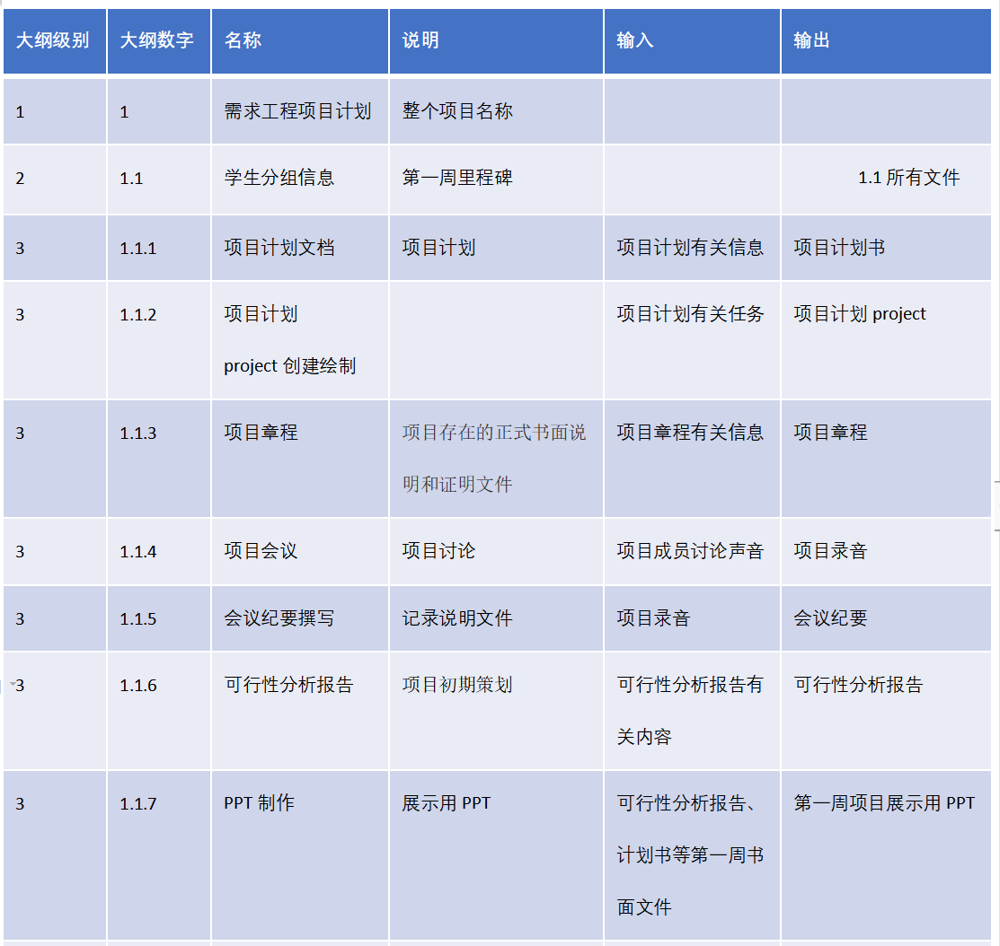 大纲级别 大纲数字 名称 说明 输入 输出
1 1 需求工程项目计划 整个项目名称
2 1.1 学生分组信息 第一周里程碑 1.1 所有文件
3 1.1.1 项目计划文档 项目计划 项目计划有关信息 项目计划书
3 1.1.2 项目计划 项目计划有关任务 项目计划 project
project 创建绘制
3 1.1.3 项目章程 项目存在的正式书面说 项目章程有关信息 项目章程
明和证明文件
3 1.1.4 项目会议 项目讨论 项目成员讨论声音 项目录音
3 1.1.5 会议纪要撰写 记录说明文件 项目录音 会议纪要
3 1.1.6 可行性分析报告 项目初期策划 可行性分析报告有 可行性分析报告
关内容
3 1.1.7 PPT 制作 展示用 PPT 可行性分析报告、 第一周项目展示用 PPT
计划书等第一周书
面文件